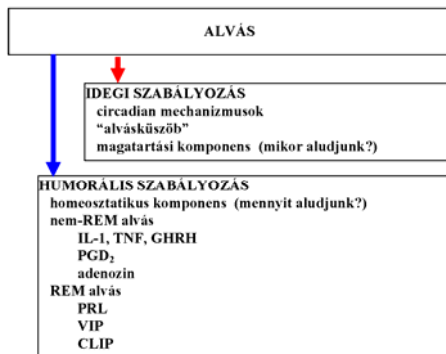 ALVÁS
IDEGI SZABÁLYOZÁS
circadian mechanizmusok
“alvásküszöb”
magatartási komponens (mikor aludjunk?)
HUMORÁLIS SZABÁLYOZÁS
homeosztatikus komponens (mennyit aludjunk?)
nem-REM alvás
IL-1, TNF, GHRH
PGD₂
adenozin
REM alvás
PRL
VIP
CLIP